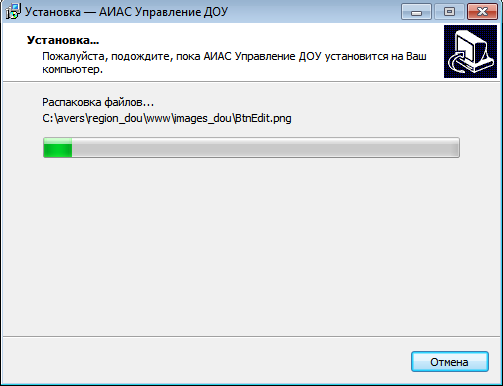 Установка — АИАС Управление ДОУ
Установка...
Пожалуйста, подождите, пока АИАС Управление ДОУ установится на Ваш
компьютер.
Распаковка файлов...
C:\avers\region_dou\www\images_dou\BtnEdit.png
Отмена